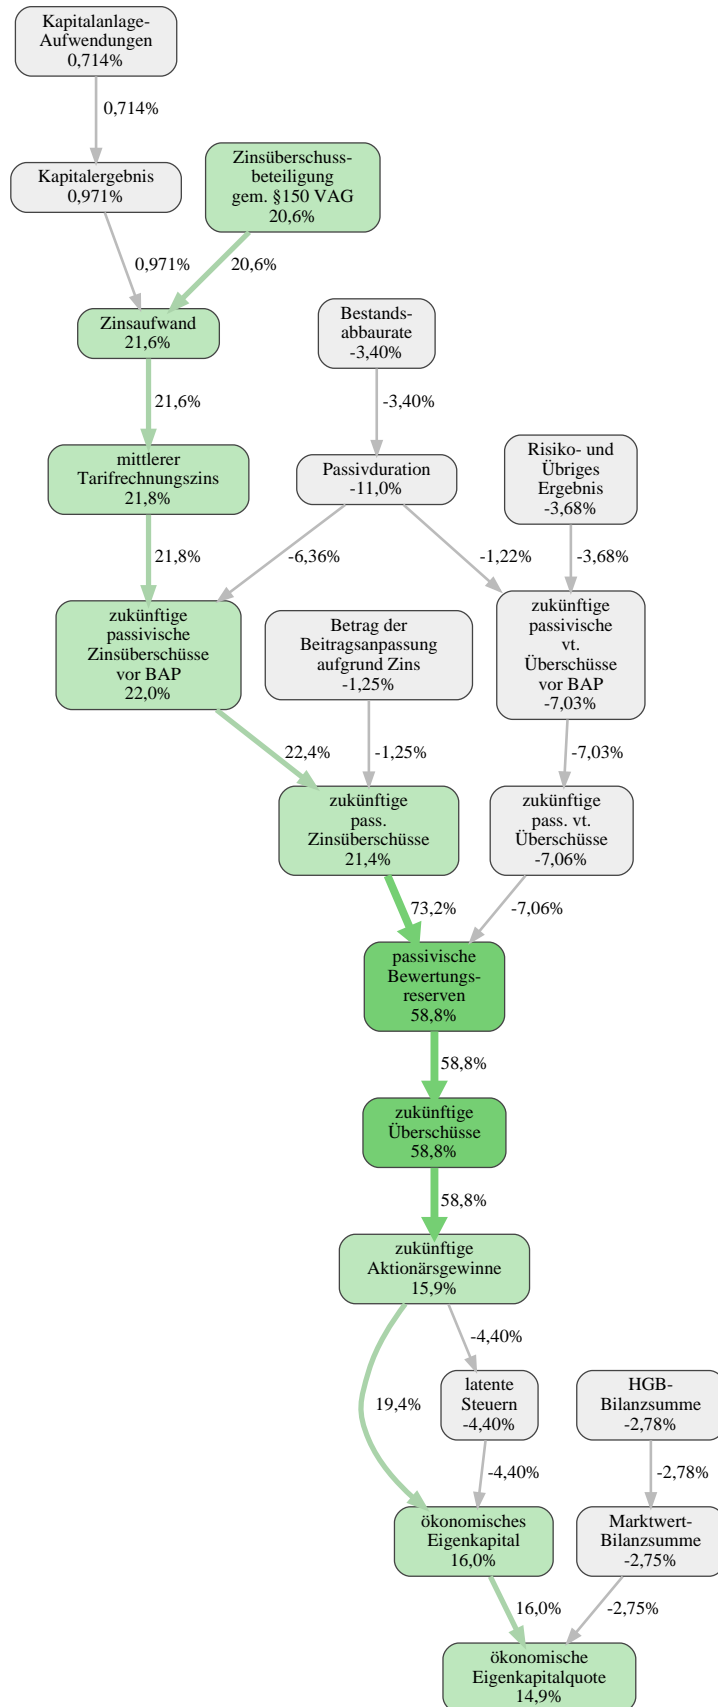 Kapitalanlage-
Aufwendungen
0,714%
0,714%
Kapitalergebnis
0,971%
Zinsüberschuss-
beteiligung
gem. §150 VAG
20,6%
0,971%
20,6%
Zinsaufwand
21,6%
Bestands-
abbaurate
-3,40%
21,6%
-3,40%
mittlerer
Tarifrechnungszins
21,8%
Passivduration
-11,0%
Risiko- und
Übriges
Ergebnis
-3,68%
21,8%
-6,36%
-1,22%
-3,68%
zukünftige
passivische
Zinsüberschüsse
vor BAP
22,0%
Betrag der
Beitragsanpassung
aufgrund Zins
-1,25%
zukünftige
passivische
vt.
Überschüsse
vor BAP
-7,03%
22,4%
-1,25%
-7,03%
zukünftige
pass.
Zinsüberschüsse
21,4%
zukünftige
pass. vt.
Überschüsse
-7,06%
73,2%
-7,06%
passivische
Bewertungs-
reserven
58,8%
58,8%
zukünftige
Überschüsse
58,8%
58,8%
zukünftige
Aktionärsgewinne
15,9%
-4,40%
19,4%
latente
Steuern
-4,40%
HGB-
Bilanzsumme
-2,78%
-4,40%
-2,78%
ökonomisches
Eigenkapital
16,0%
Marktwert-
Bilanzsumme
-2,75%
16,0%
-2,75%
ökonomische
Eigenkapitalquote
14,9%